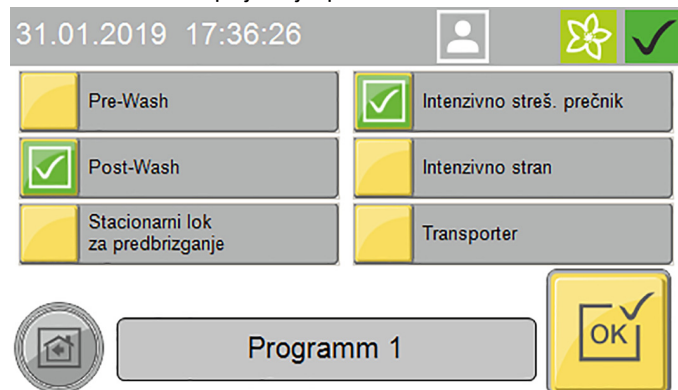 31.01.2019 17:36:26
Pre-Wash
Intenzivno streš. prečnik
Post-Wash
Intenzivno stran
Stacionarni lok
za predbrizganje
Transporter
Programm 1
OK